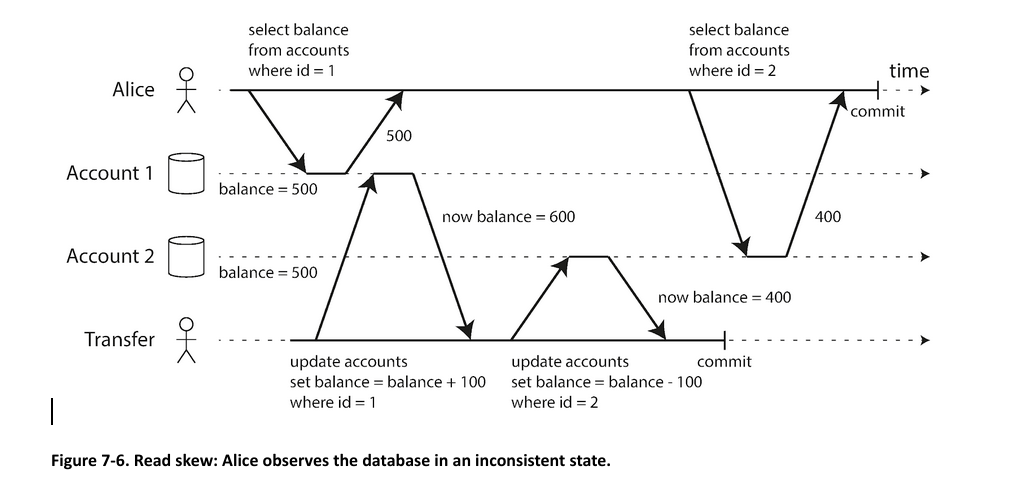 select balance
from accounts
where id = 1
select balance
from accounts
where id = 2
time
Alice
commit
500
Account 1
balance = 500
now balance = 600
400
Account 2
balance = 500
now balance = 400
Transfer
update accounts
set balance = balance + 100
where id = 1
update accounts
set balance = balance - 100
where id = 2
commit
Figure 7-6. Read skew: Alice observes the database in an inconsistent state.